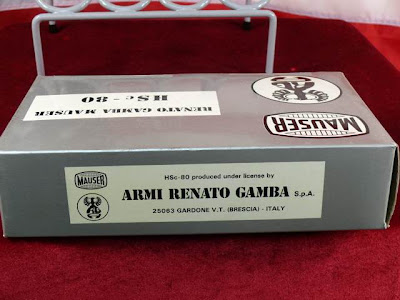 RENATO GAMBA MAUSER
HSc - 80
MAUSER
MAUSER
HSc-80 produced under license by
ARMI RENATO GAMBA S.p.A.
25063 GARDONE V.T. (BRESCIA) - ITALY